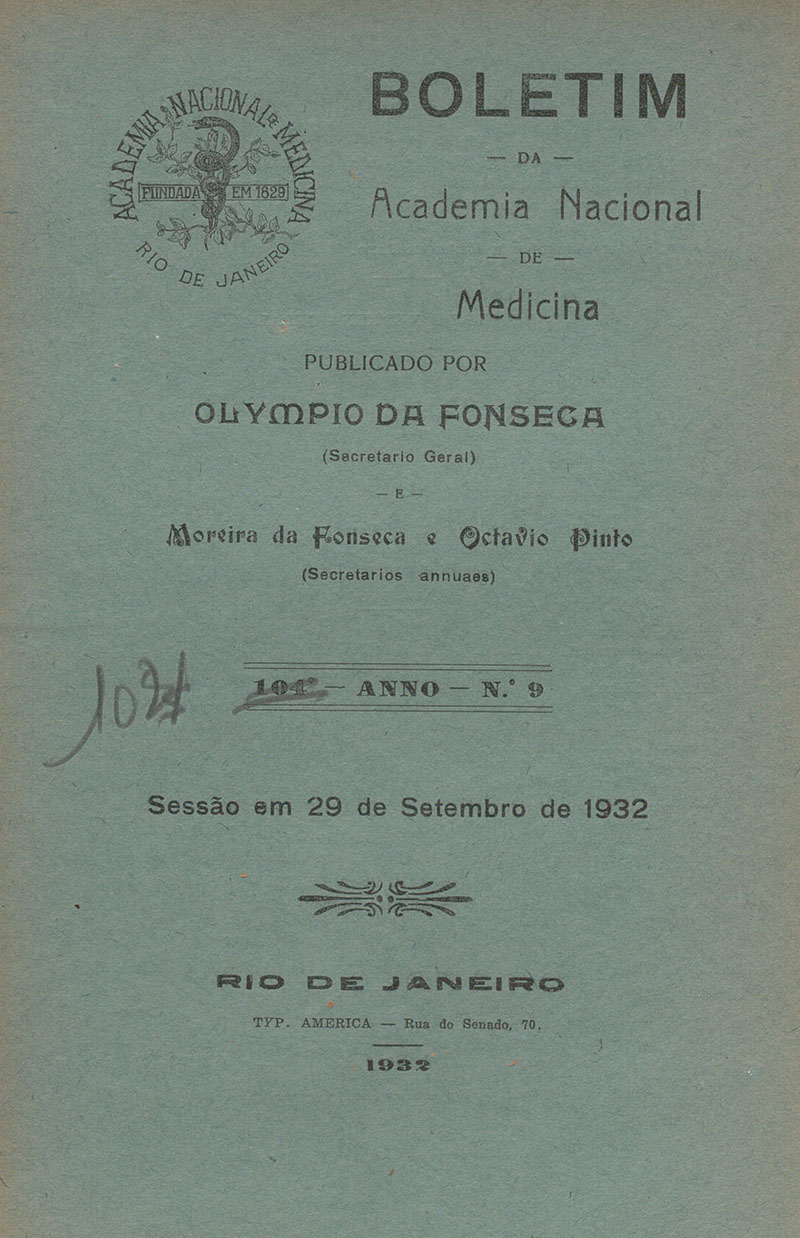 ACADEMIA NACIONAL DE MEDICINA
FUNDADA EM 1829
RIO DE JANEIRO
BOLETIM
— DA —
Academia Nacional
— DE —
Medicina
PUBLICADO POR
OLYMPIO DA FONSECA
(Secretario Geral)
— E —
Moreira da Fonseca e Octavio Pinto
(Secretarios annuaes)
— ANNO — N.º 9
Sessão em 29 de Setembro de 1932
RIO DE JANEIRO
TYP. AMERICA — Rua do Senado, 70.
1932